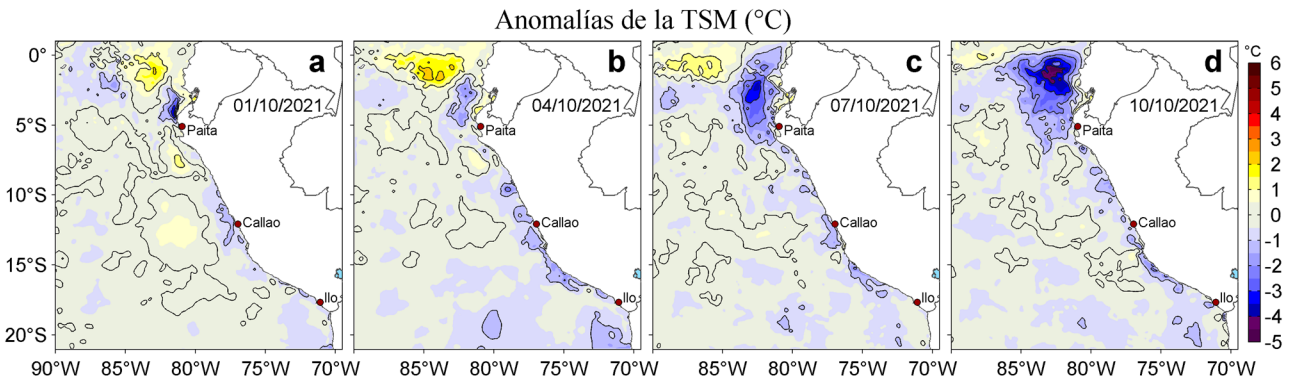 Anomalías de la TSM (°C)
a
b
c
d
01/10/2021
04/10/2021
07/10/2021
10/10/2021
Paita
Callao
Ilo
Paita
Callao
Ilo
Paita
Callao
Ilo
Paita
Callao
Ilo
0°
5°S
10°S
15°S
20°S
90°W 85°W 80°W 75°W 70°W
85°W 80°W 75°W 70°W
85°W 80°W 75°W 70°W
85°W 80°W 75°W 70°W
°C
6
5
4
3
2
1
0
-1
-2
-3
-4
-5